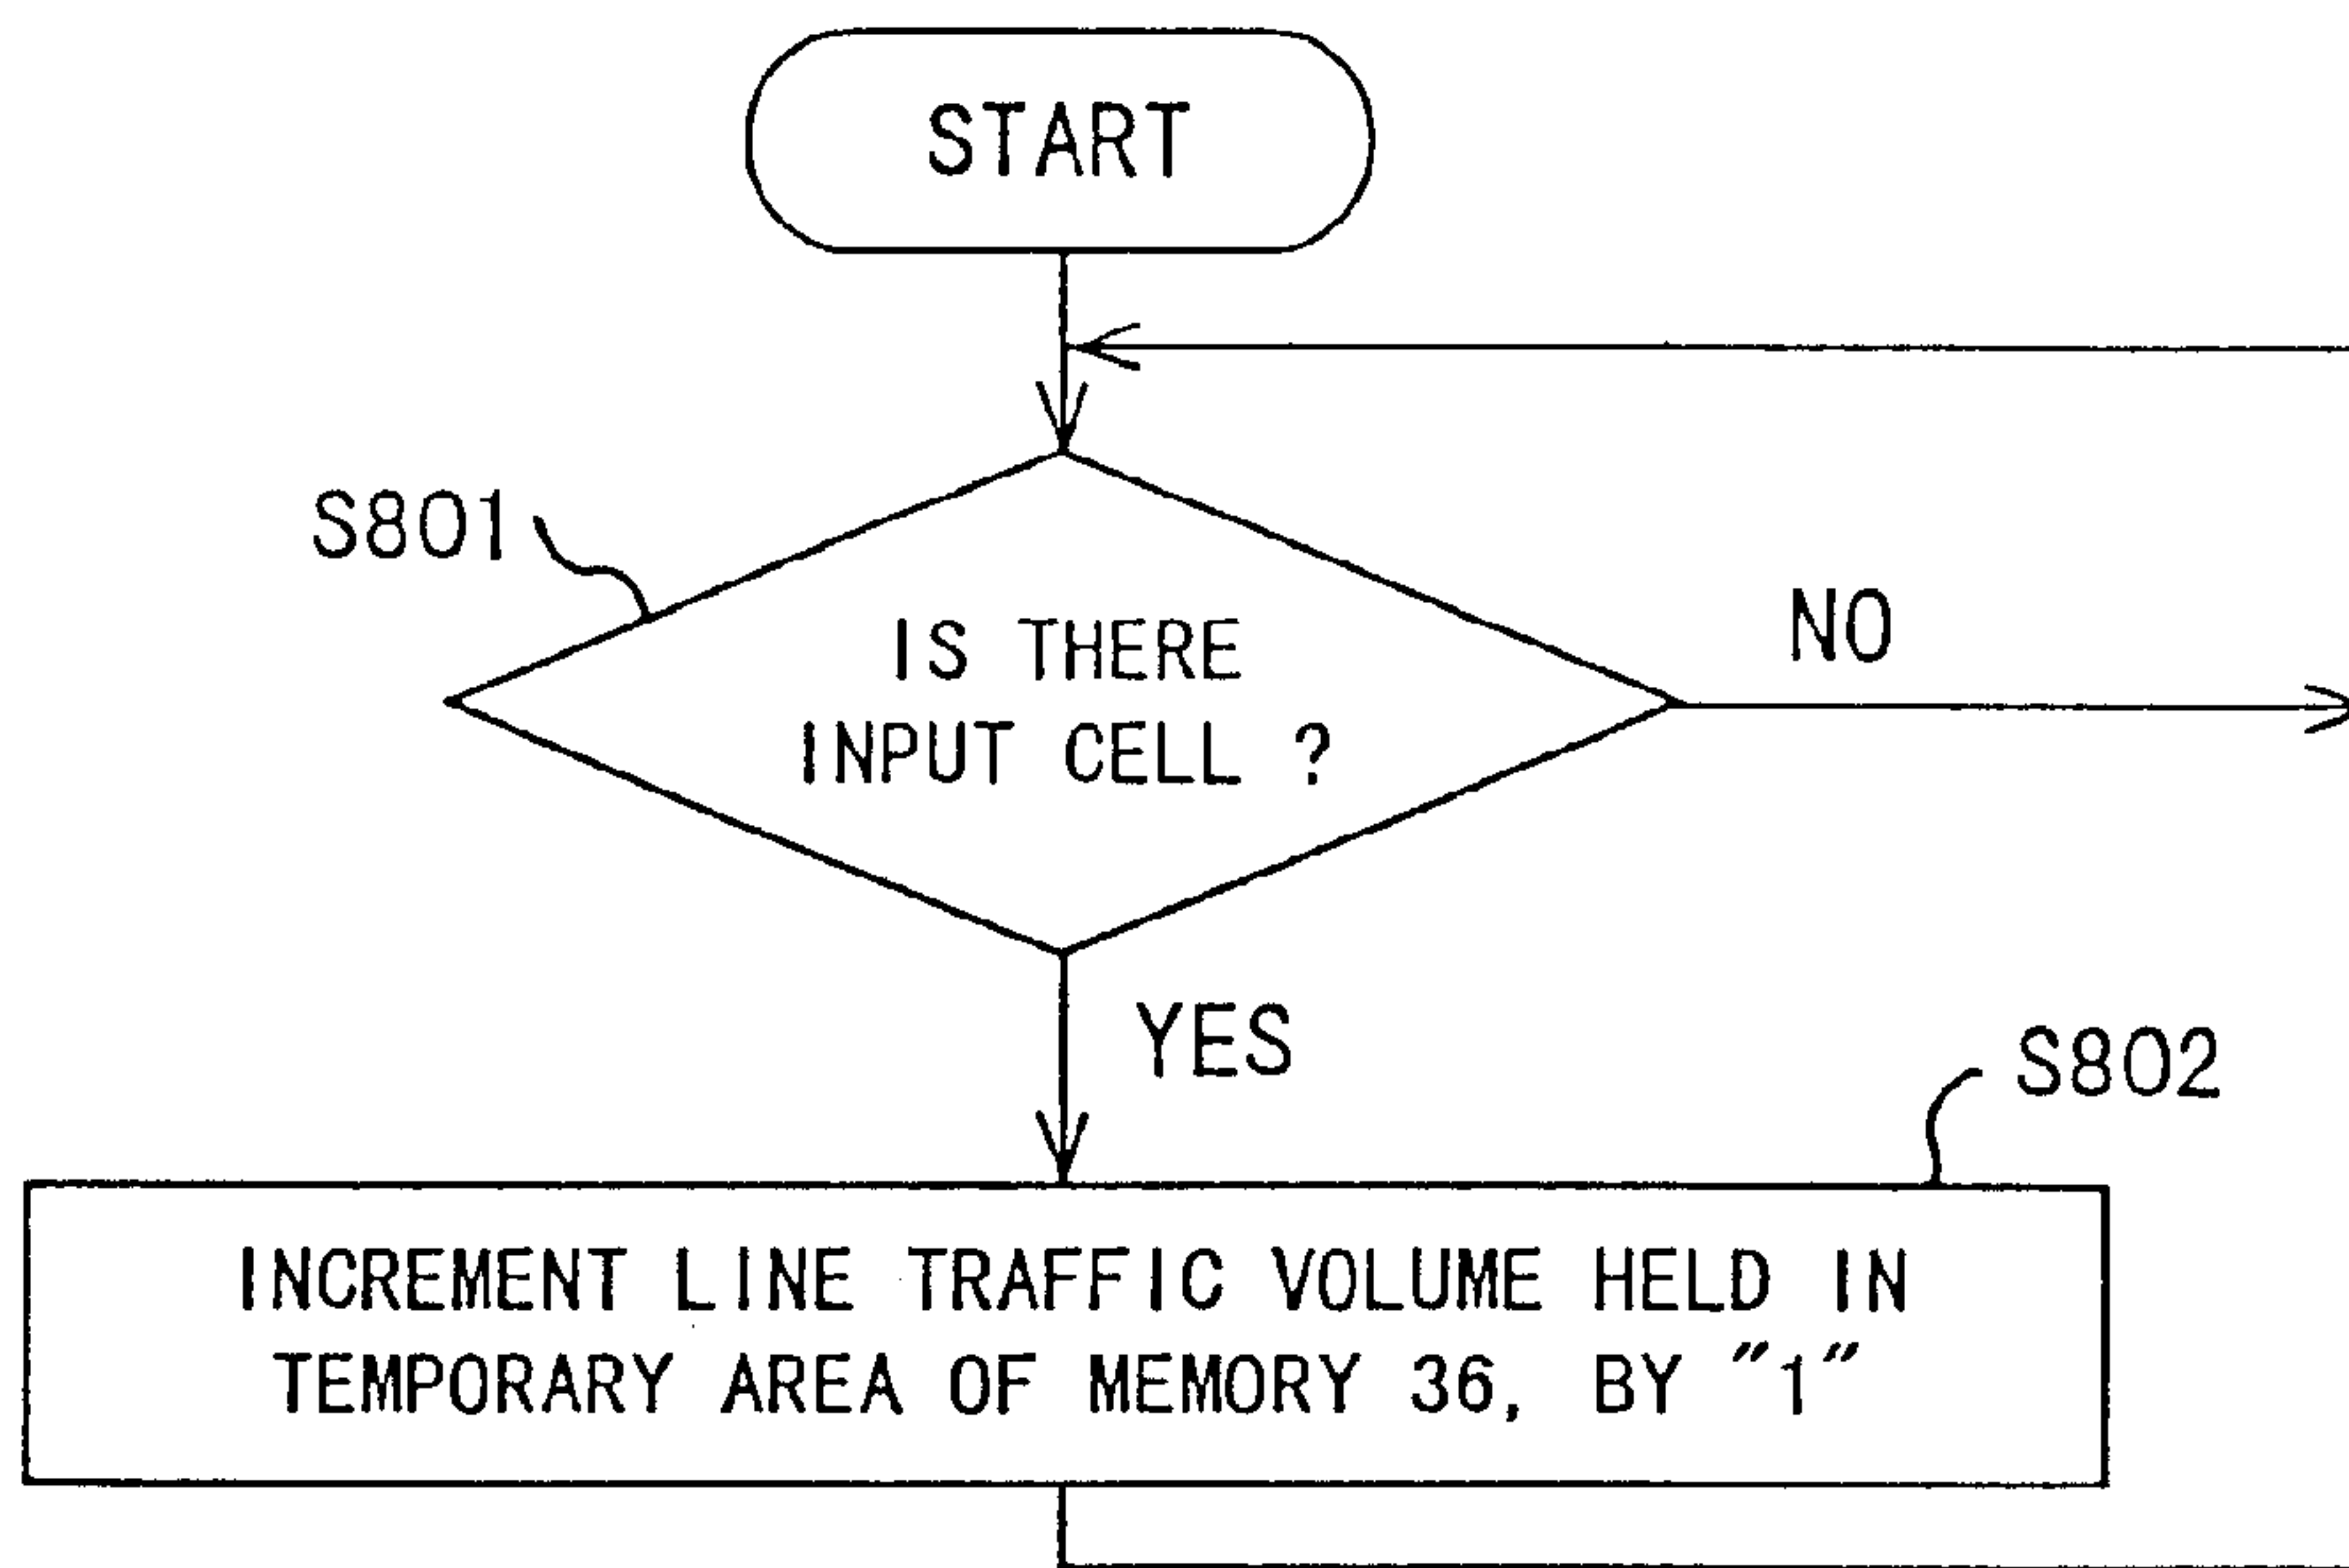 START
S801
IS THERE
INPUT CELL ?
NO
YES
S802
INCREMENT LINE TRAFFIC VOLUME HELD IN
TEMPORARY AREA OF MEMORY 36, BY "1"